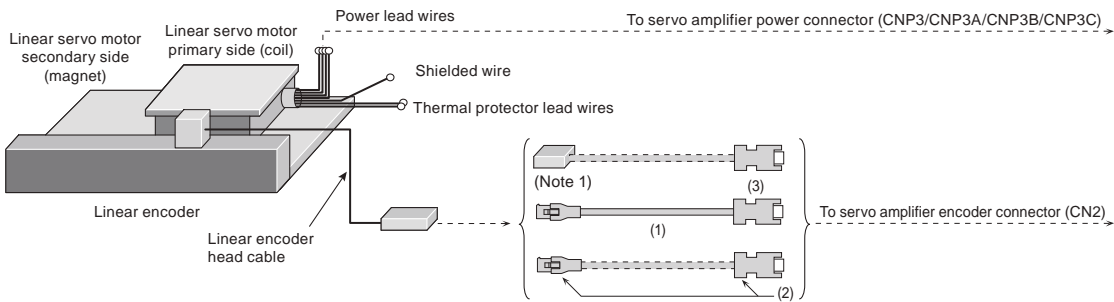 Power lead wires
To servo amplifier power connector (CNP3/CNP3A/CNP3B/CNP3C)
Linear servo motor
secondary side
(magnet)
Linear servo motor
primary side (coil)
Shielded wire
Thermal protector lead wires
Linear encoder
Linear encoder
head cable
(Note 1)
(3)
(1)
(2)
To servo amplifier encoder connector (CN2)